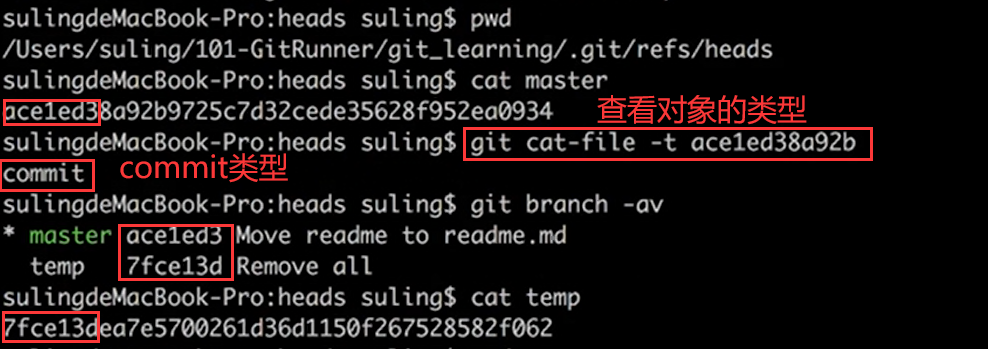 sulingdeMacBook-Pro:heads suling$ pwd
/Users/suling/101-GitRunner/git_learning/.git/refs/heads
sulingdeMacBook-Pro:heads suling$ cat master
ace1ed38a92b9725c7d32cede35628f952ea0934
查看对象的类型
sulingdeMacBook-Pro:heads suling$ git cat-file -t ace1ed38a92b
commit
commit类型
sulingdeMacBook-Pro:heads suling$ git branch -av
* master ace1ed3 Move readme to readme.md
temp 7fce13d Remove all
sulingdeMacBook-Pro:heads suling$ cat temp
7fce13dea7e5700261d36d1150f267528582f062